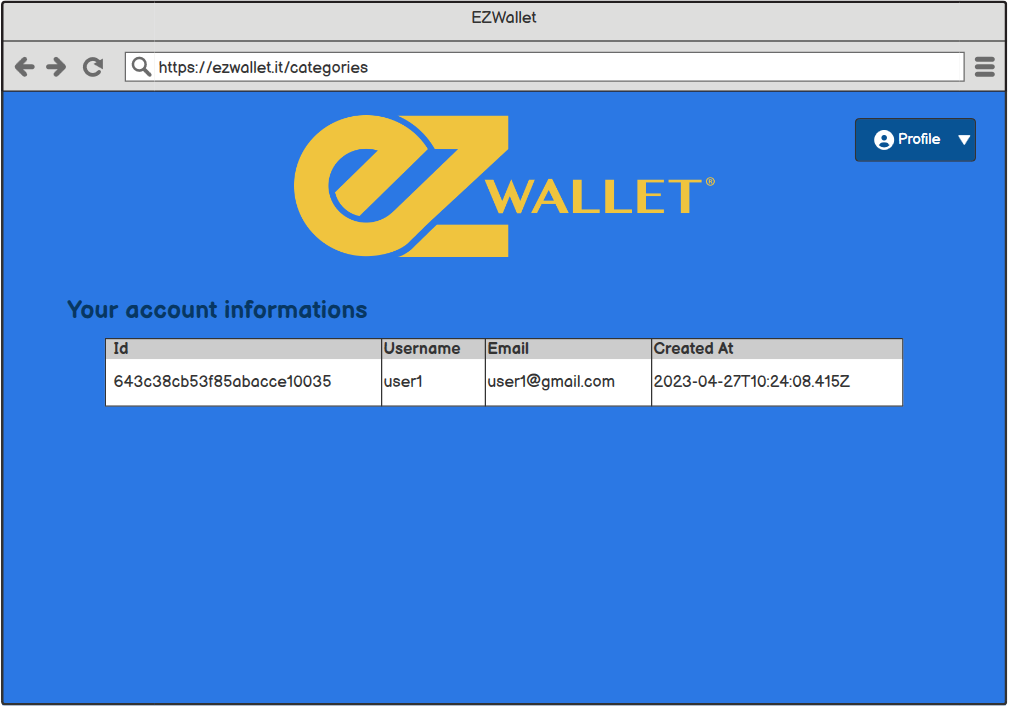 EZWallet
https://ezwallet.it/categories
Profile
eZ WALLET®
Your account informations
Id Username Email Created At
643c38cb53f85abacce10035 user1 user1@gmail.com 2023-04-27T10:24:08.415Z